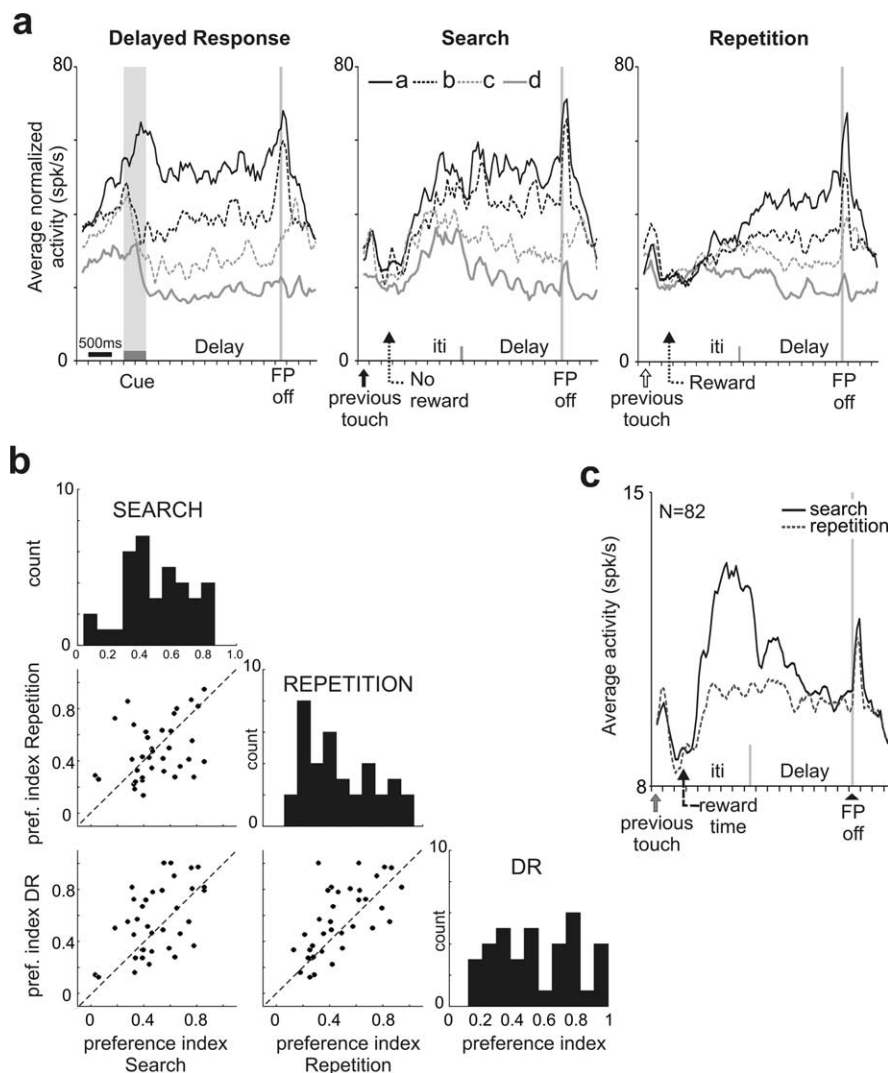 a
Delayed Response Search Repetition
80 80 80
a b c d
Average normalized
activity (spk/s)
500ms
Delay iti Delay iti Delay
0 0 0
Cue FP off
No reward FP off
previous touch
Reward FP off
previous touch
b
10
SEARCH
count
0
0 0.2 0.4 0.6 0.8 1.0
pref. index Repetition
0.8
0.4
0
10
REPETITION
count
0
pref. index DR
0.8
0.4
0
10
DR
count
0
0 0.4 0.8
0 0.4 0.8
0 0.2 0.4 0.6 0.8 1
preference index
Search
preference index
Repetition
preference index
c
15
N=82
search
repetition
Average activity (spk/s)
iti Delay
8
reward time
previous touch
FP off